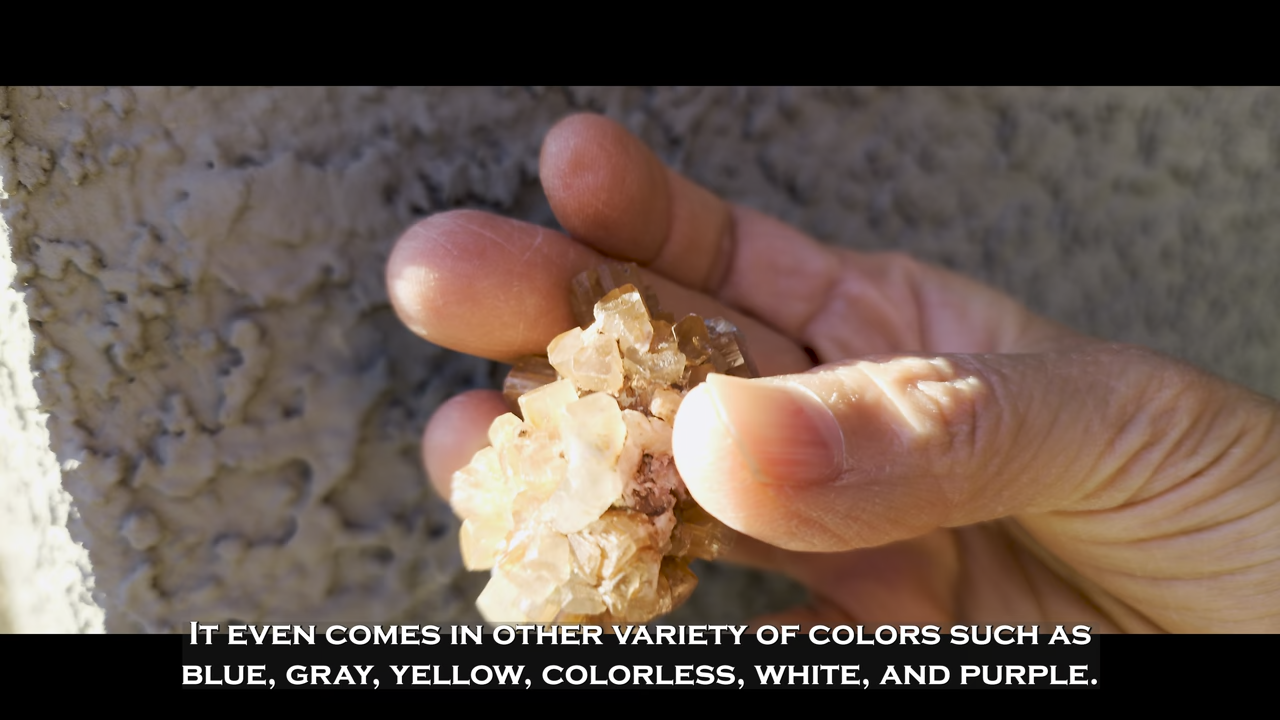 It even comes in other variety of colors such as
blue, gray, yellow, colorless, white, and purple.